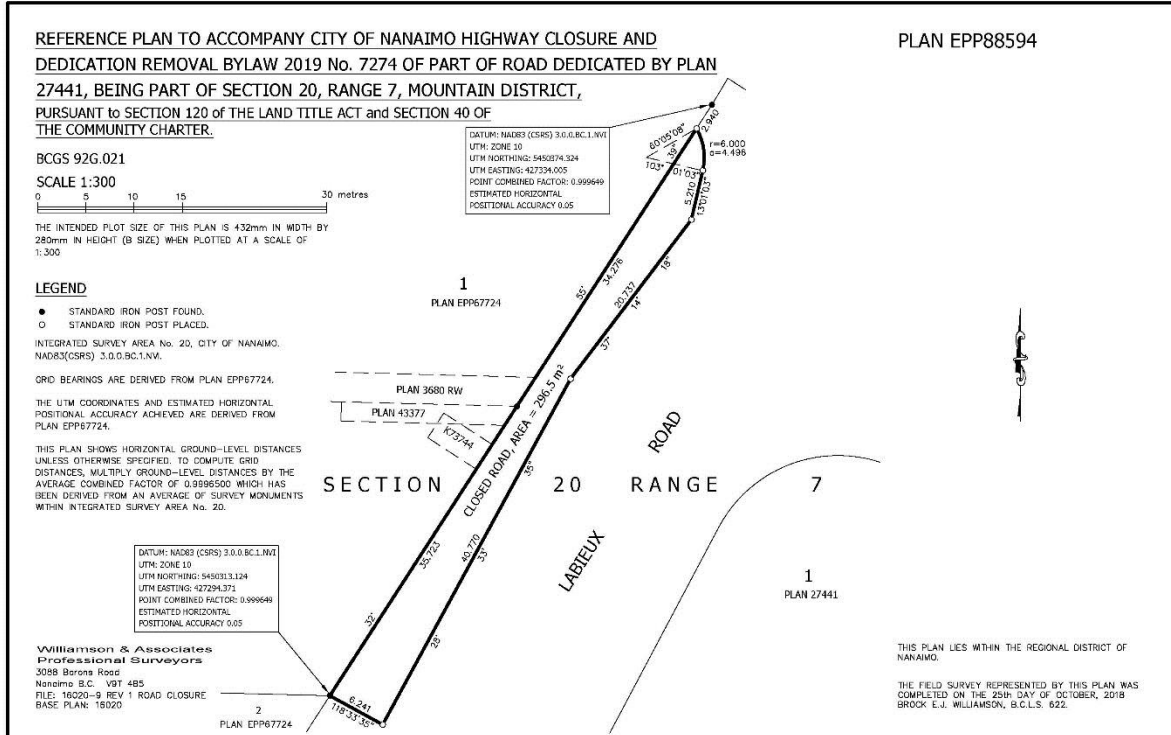 REFERENCE PLAN TO ACCOMPANY CITY OF NANAIMO HIGHWAY CLOSURE AND
DEDICATION REMOVAL BYLAW 2019 No. 7274 OF PART OF ROAD DEDICATED BY PLAN
27441, BEING PART OF SECTION 20, RANGE 7, MOUNTAIN DISTRICT,
PURSUANT to SECTION 120 of THE LAND TITLE ACT and SECTION 40 OF
THE COMMUNITY CHARTER.
PLAN EPP88594
BCGS 92G.021
SCALE 1:300
0 5 10 15 30 metres
THE INTENDED PLOT SIZE OF THIS PLAN IS 432mm IN WIDTH BY
280mm IN HEIGHT (B SIZE) WHEN PLOTTED AT A SCALE OF
1:300
LEGEND
STANDARD IRON POST FOUND.
STANDARD IRON POST PLACED.
INTEGRATED SURVEY AREA No. 20, CITY OF NANAIMO.
NAD83(CSRS) 3.0.0.BC.1.NVI.
GRID BEARINGS ARE DERIVED FROM PLAN EPP67724.
THE UTM COORDINATES AND ESTIMATED HORIZONTAL
POSITIONAL ACCURACY ACHIEVED ARE DERIVED FROM
PLAN EPP67724.
THIS PLAN SHOWS HORIZONTAL GROUND-LEVEL DISTANCES
UNLESS OTHERWISE SPECIFIED. TO COMPUTE GRID
DISTANCES, MULTIPLY GROUND-LEVEL DISTANCES BY THE
AVERAGE COMBINED FACTOR OF 0.9996500 WHICH HAS
BEEN DERIVED FROM AN AVERAGE OF SURVEY MONUMENTS
WITHIN INTEGRATED SURVEY AREA No. 20.
DATUM: NAD83 (CSRS) 3.0.0.BC.1.NVI
UTM: ZONE 10
UTM NORTHING: 5450374.324
UTM EASTING: 427334.005
POINT COMBINED FACTOR: 0.999649
ESTIMATED HORIZONTAL
POSITIONAL ACCURACY 0.05
2.940
60°05'08"
r=6.000
a=4.496
39"
103°
01'03"
5.210
13°01'03"
34.276
55'
18"
20.737
14'
37°
1
PLAN EPP67724
PLAN 3680 RW
PLAN 43377
K73744
CLOSED ROAD, AREA = 296.5 m²
35"
SECTION 20 RANGE 7
LABIEUX ROAD
40.770
33'
35.723
32°
28°
1
PLAN 27441
DATUM: NAD83 (CSRS) 3.0.0.BC.1.NVI
UTM: ZONE 10
UTM NORTHING: 5450313.124
UTM EASTING: 427294.371
POINT COMBINED FACTOR: 0.999649
ESTIMATED HORIZONTAL
POSITIONAL ACCURACY 0.05
6.241
118°33'35"
2
PLAN EPP67724
Williamson & Associates
Professional Surveyors
3088 Barons Road
Nanaimo B.C. V9T 4B5
FILE: 16020-9 REV 1 ROAD CLOSURE
BASE PLAN: 16020
THIS PLAN LIES WITHIN THE REGIONAL DISTRICT OF
NANAIMO.
THE FIELD SURVEY REPRESENTED BY THIS PLAN WAS
COMPLETED ON THE 25th DAY OF OCTOBER, 2018
BROCK E.J. WILLIAMSON, B.C.L.S. 622.